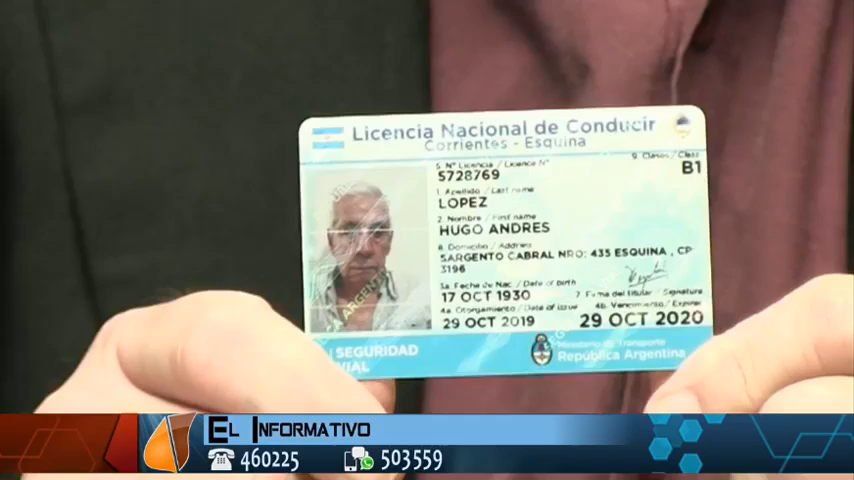 Licencia Nacional de Conducir
Corrientes - Esquina
5. Nº Licencia / Licence Nº
9. Clases / Class
5728769
B1
1. Apellido / Last name
LOPEZ
2. Nombre / First name
HUGO ANDRES
8. Domicilio / Address
SARGENTO CABRAL NRO: 435 ESQUINA , CP
3196
3a. Fecha de Nac. / Date of birth
17 OCT 1930
7. Firma del titular / Signature
4a. Otorgamiento / Date of issue
4b. Vencimiento / Expires
29 OCT 2019
29 OCT 2020
SEGURIDAD
VIAL
Ministerio de Transporte
República Argentina
EL INFORMATIVO
460225
503559